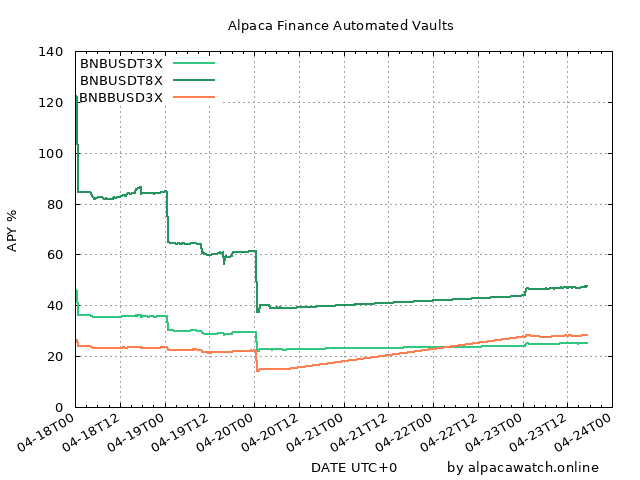 Alpaca Finance Automated Vaults
BNBUSDT3X
BNBUSDT8X
BNBBUSD3X
APY %
140
120
100
80
60
40
20
0
04-18T00
04-18T12
04-19T00
04-19T12
04-20T00
04-20T12
04-21T00
04-21T12
04-22T00
04-22T12
04-23T00
04-23T12
04-24T00
DATE UTC+0
by alpacawatch.online